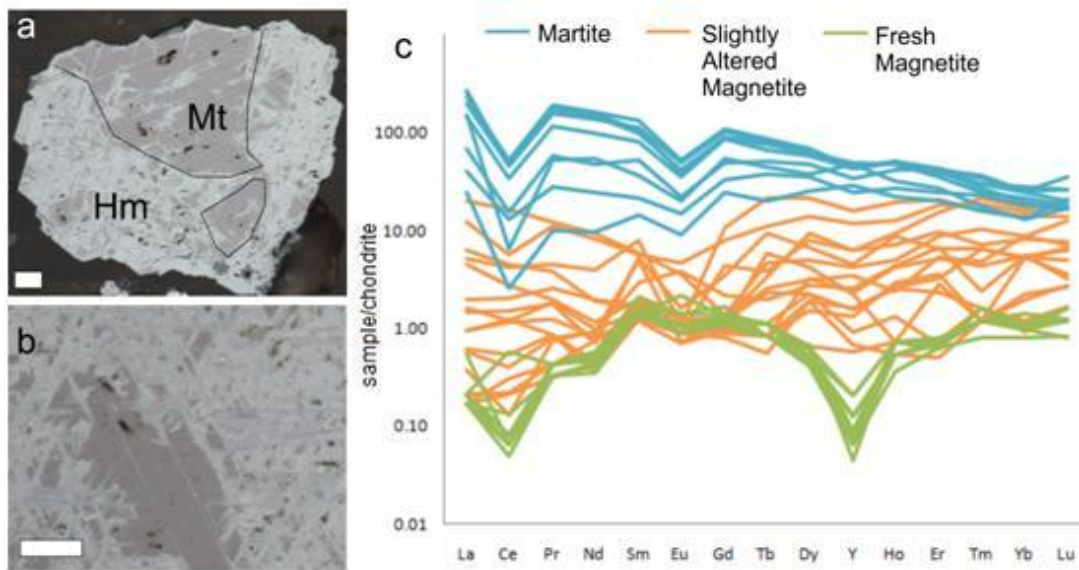 a
Mt
Hm
b
c
Martite
Slightly
Altered
Magnetite
Fresh
Magnetite
sample/chondrite
100.00
10.00
1.00
0.10
0.01
La Ce Pr Nd Sm Eu Gd Tb Dy Y Ho Er Tm Yb Lu